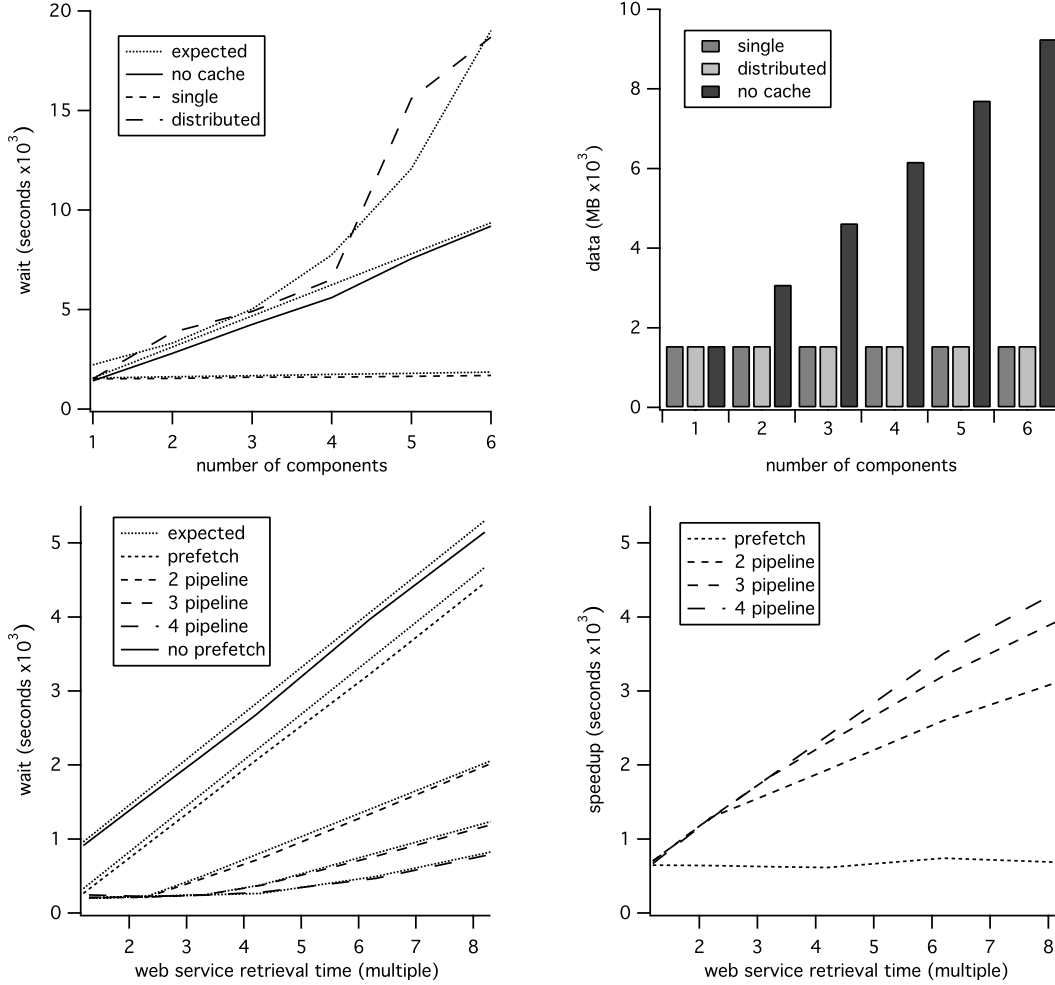 20
15
10
5
0
wait (seconds x10³)
expected
no cache
single
distributed
1 2 3 4 5 6
number of components
10
8
6
4
2
0
data (MB x10³)
single
distributed
no cache
1 2 3 4 5 6
number of components
5
4
3
2
1
0
wait (seconds x10³)
expected
prefetch
2 pipeline
3 pipeline
4 pipeline
no prefetch
2 3 4 5 6 7 8
web service retrieval time (multiple)
5
4
3
2
1
0
speedup (seconds x10³)
prefetch
2 pipeline
3 pipeline
4 pipeline
2 3 4 5 6 7 8
web service retrieval time (multiple)